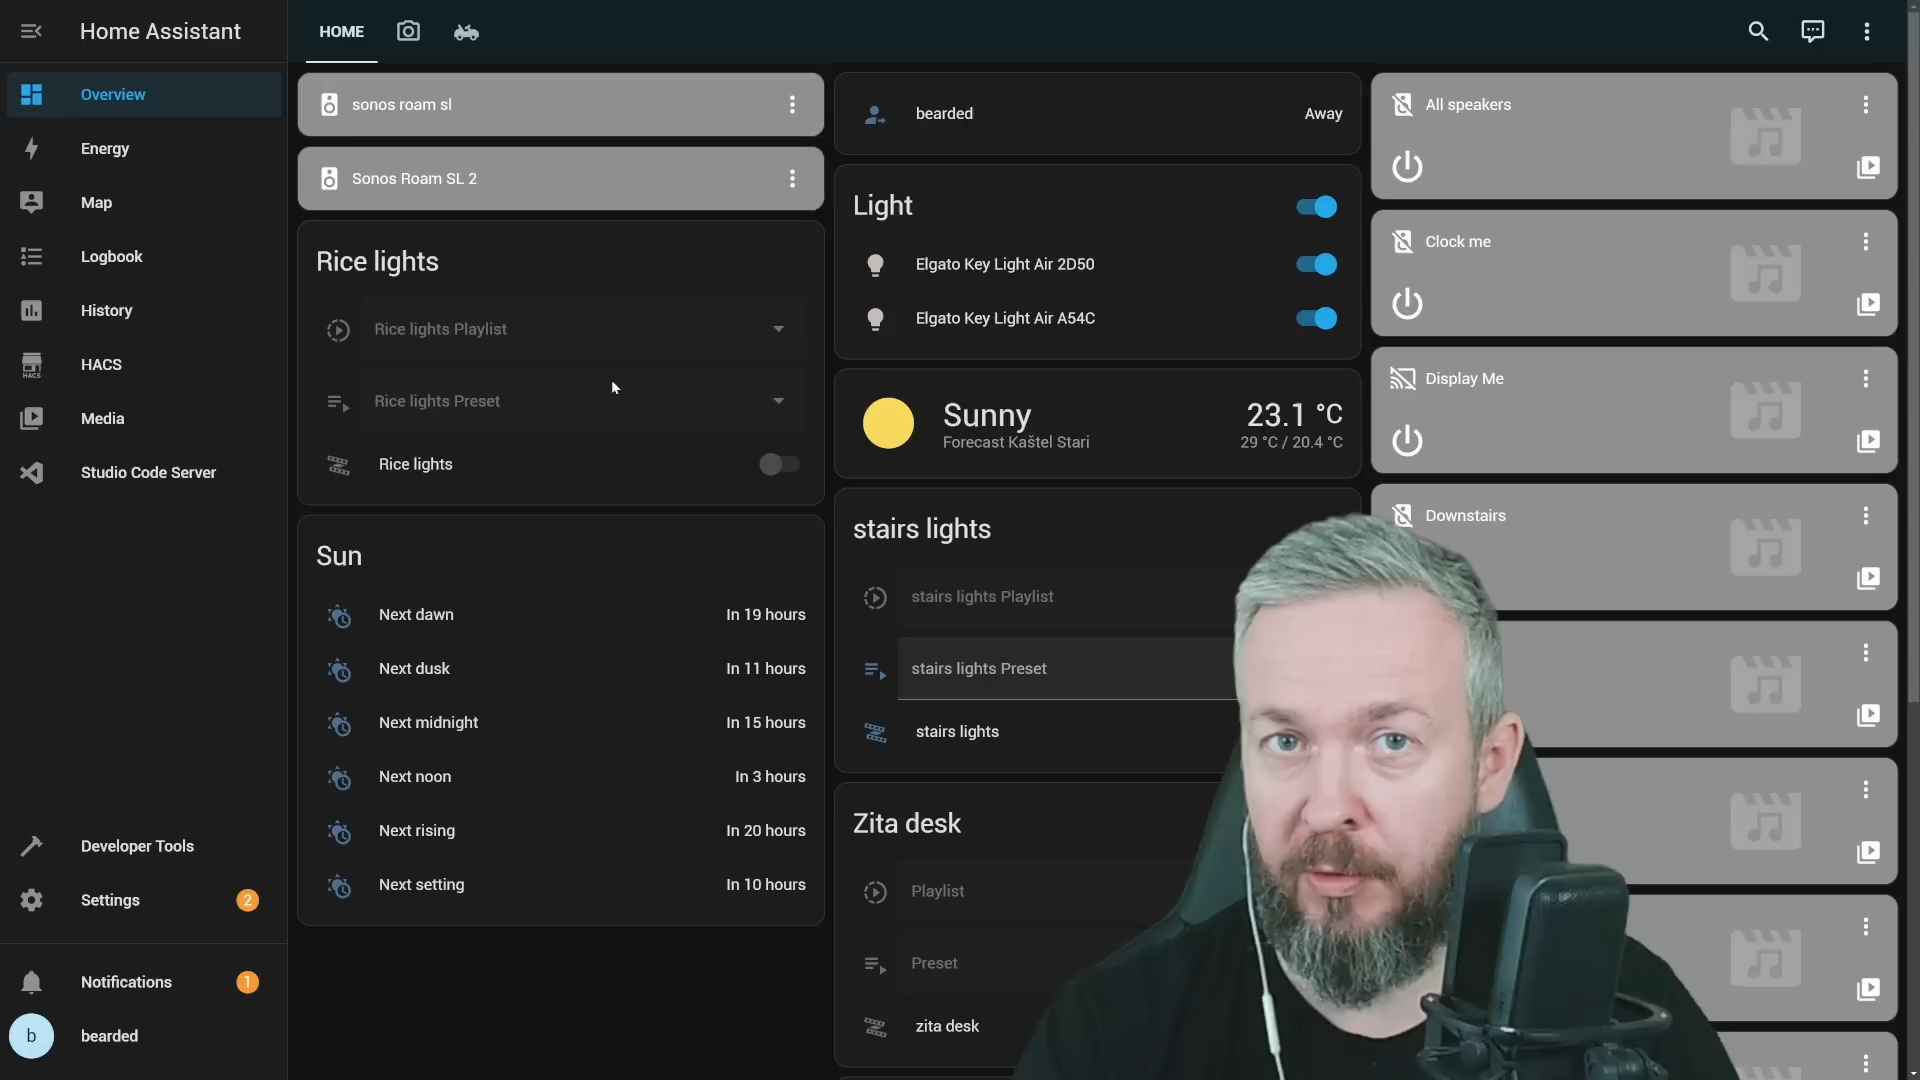 Home Assistant
HOME
Overview
Energy
Map
Logbook
History
HACS
HACS
Media
Studio Code Server
Developer Tools
Settings
2
Notifications
1
b
bearded
sonos roam sl
Sonos Roam SL 2
Rice lights
Rice lights Playlist
Rice lights Preset
Rice lights
Sun
Next dawn
In 19 hours
Next dusk
In 11 hours
Next midnight
In 15 hours
Next noon
In 3 hours
Next rising
In 20 hours
Next setting
In 10 hours
bearded
Away
Light
Elgato Key Light Air 2D50
Elgato Key Light Air A54C
Sunny
23.1 °C
Forecast Kaštel Stari
29 °C / 20.4 °C
stairs lights
stairs lights Playlist
stairs lights Preset
stairs lights
Zita desk
Playlist
Preset
zita desk
All speakers
Clock me
Display Me
Downstairs